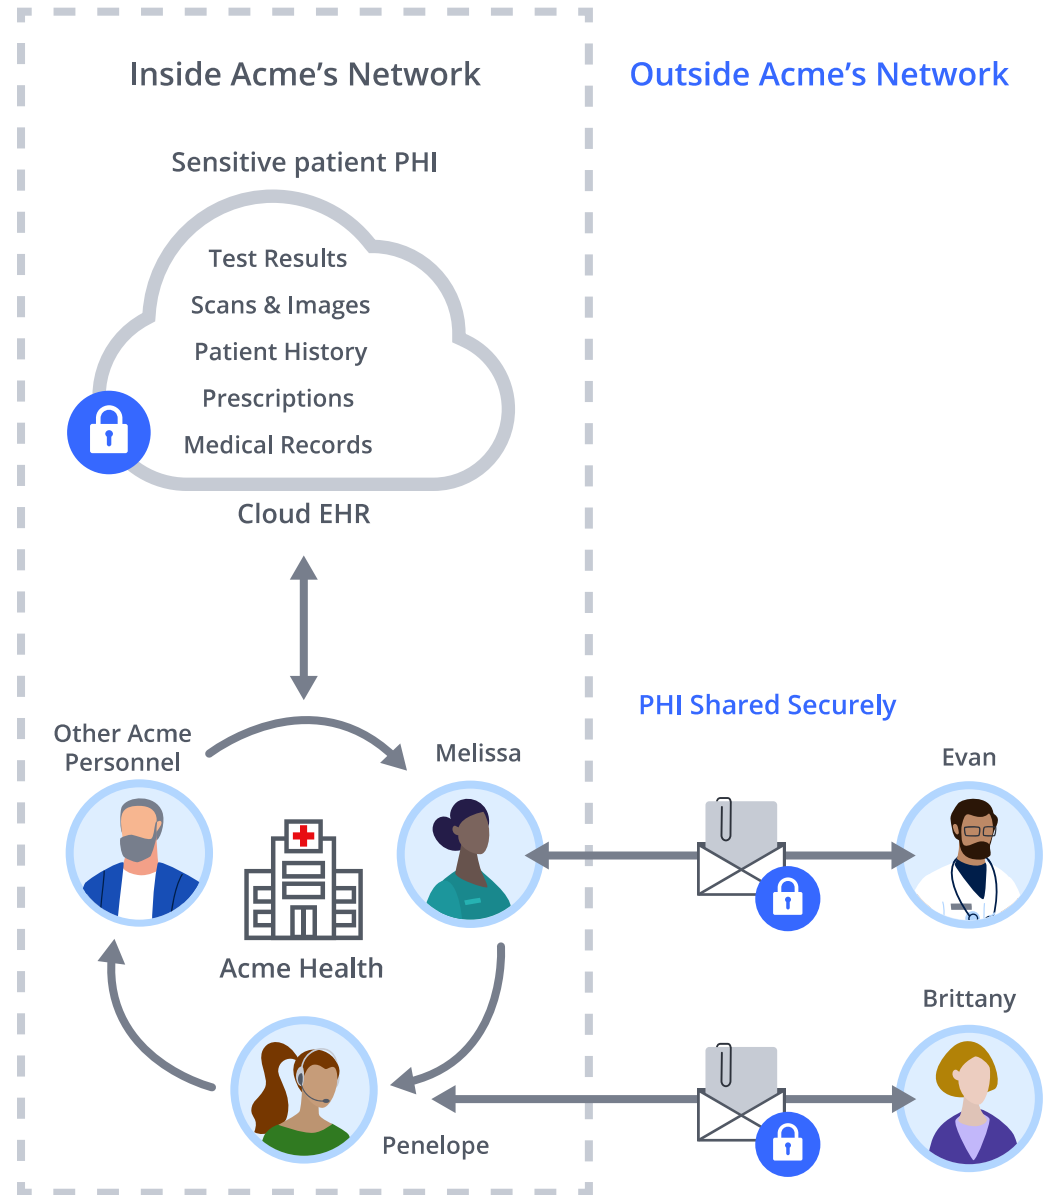 Inside Acme's Network
Outside Acme's Network
Sensitive patient PHI
Test Results
Scans & Images
Patient History
Prescriptions
Medical Records
Cloud EHR
PHI Shared Securely
Other Acme
Personnel
Melissa
Evan
Acme Health
Brittany
Penelope